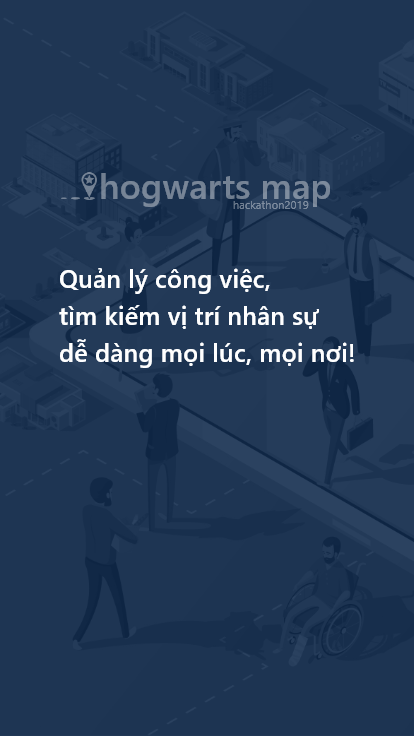 hogwarts map
hackathon2019
Quản lý công việc,
tìm kiếm vị trí nhân sự
dễ dàng mọi lúc, mọi nơi!